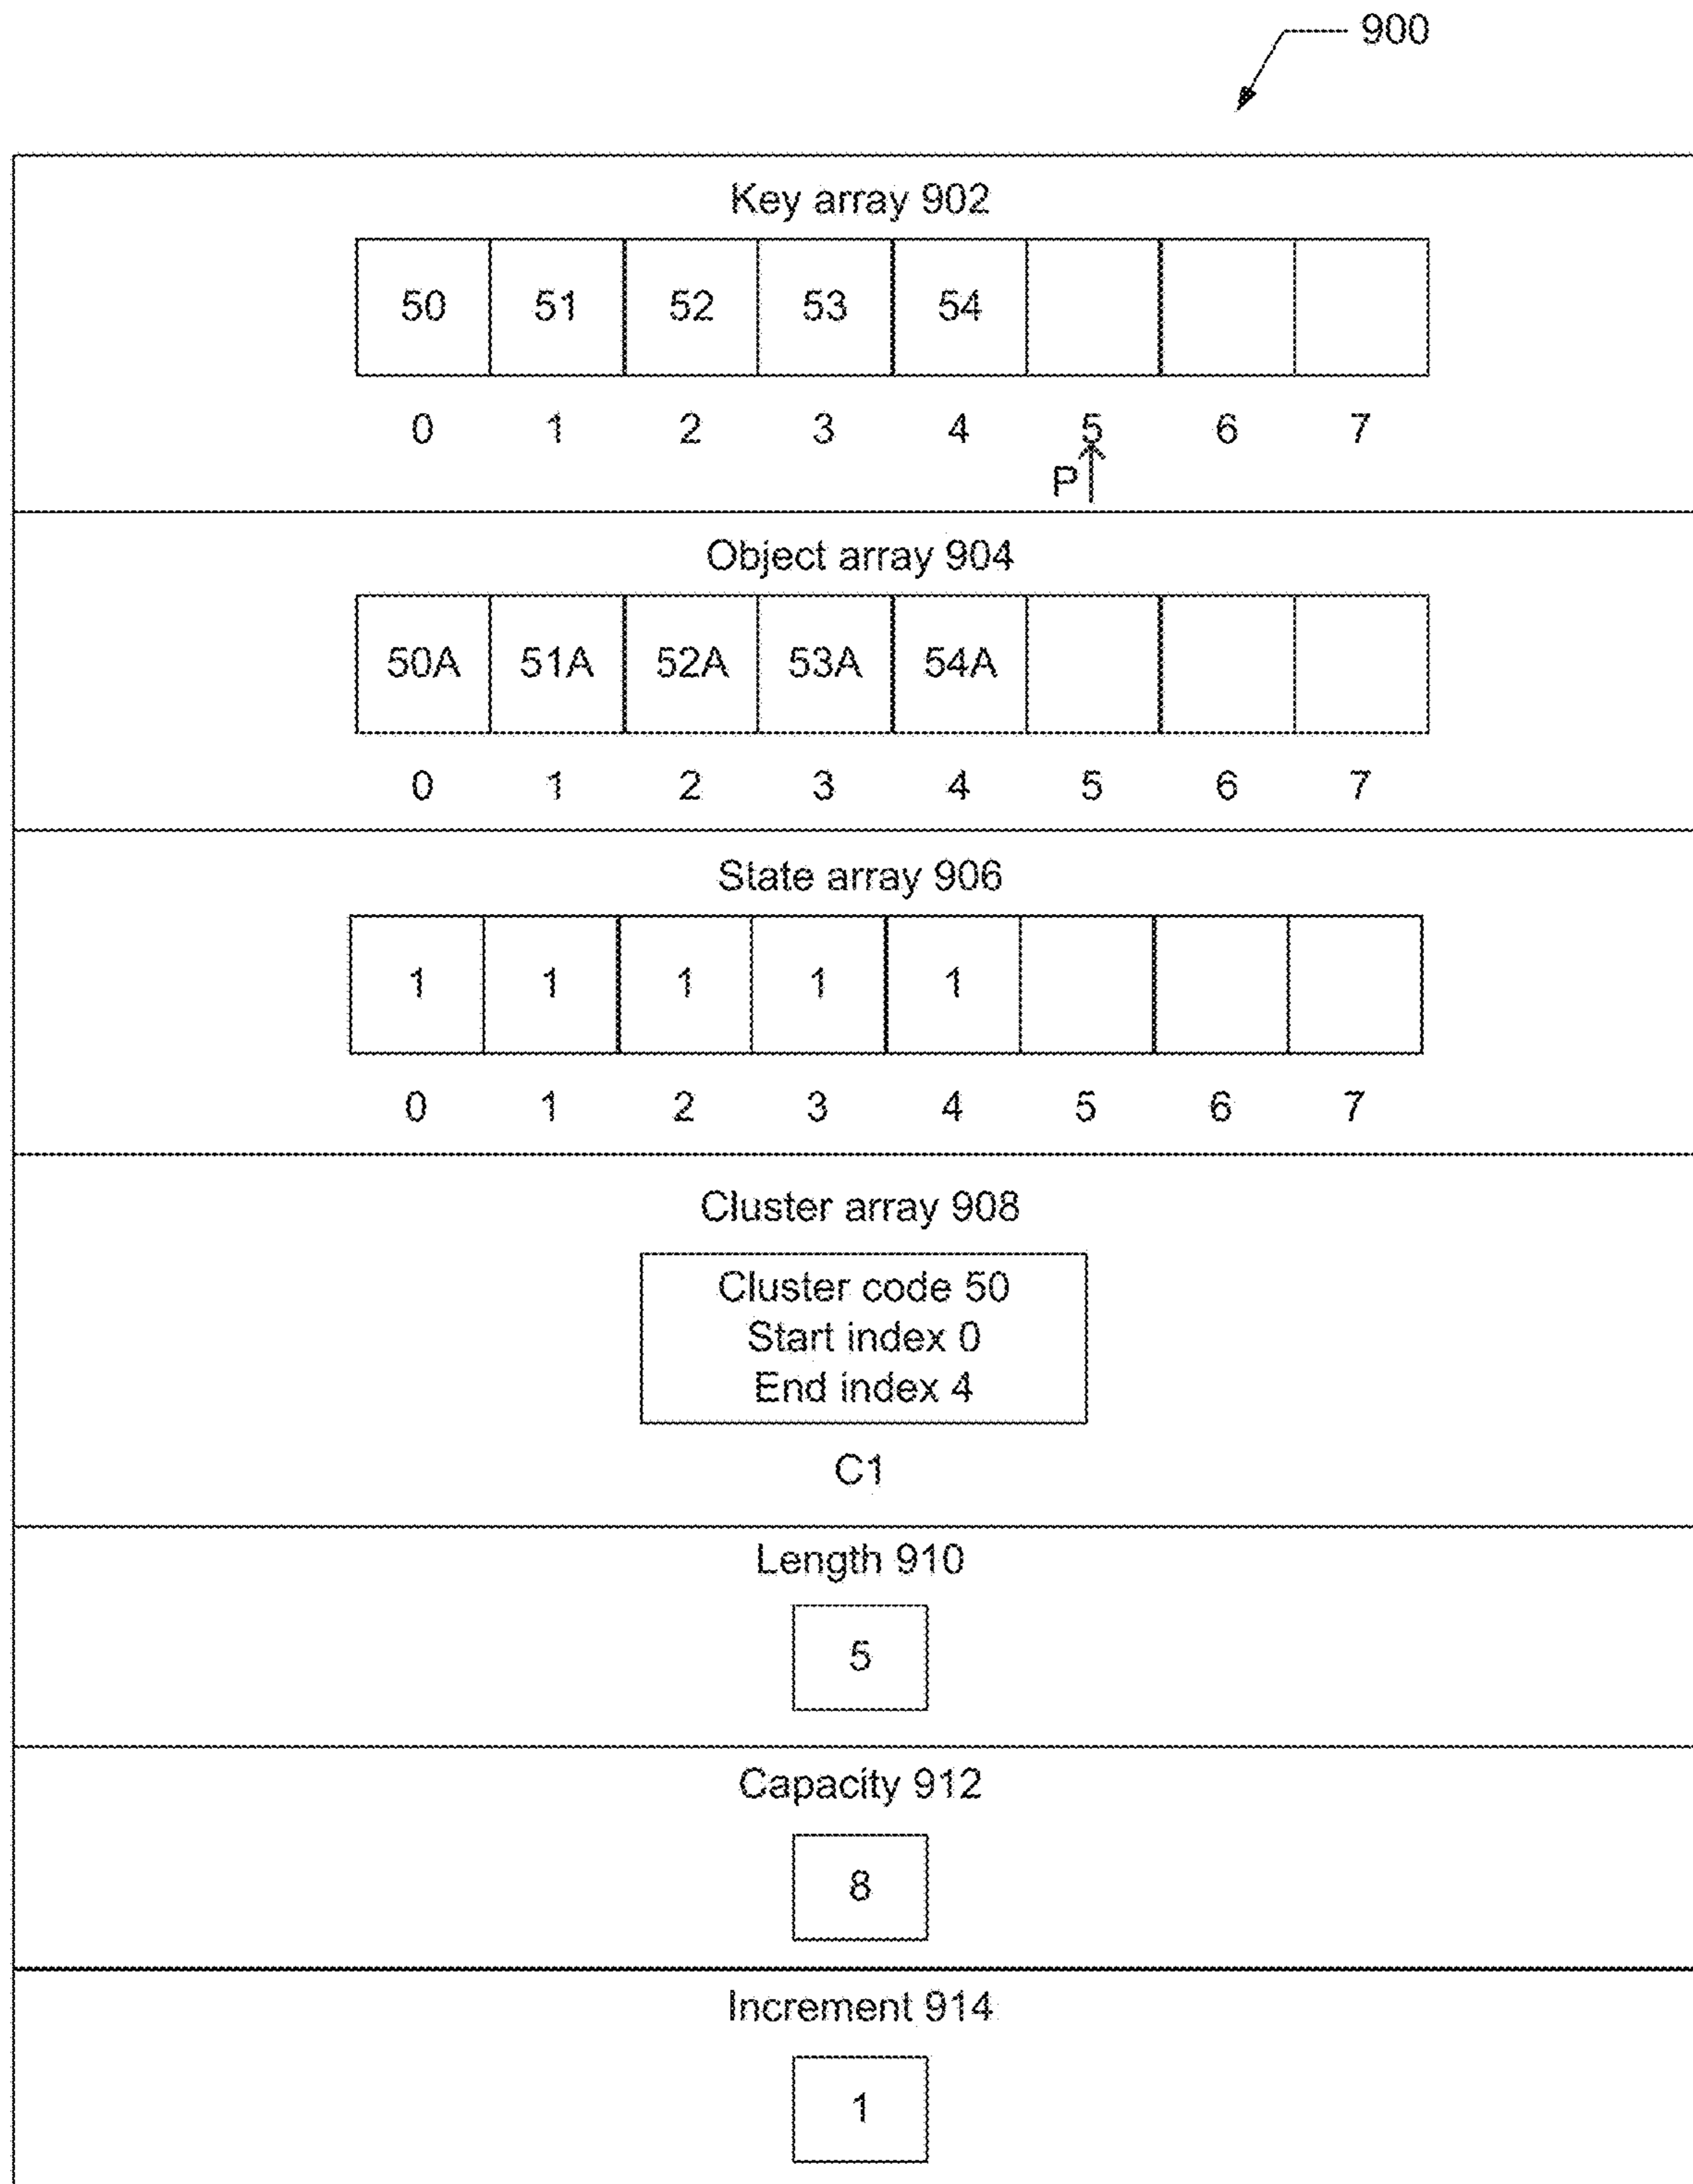 900
Key array 902
50 51 52 53 54
0 1 2 3 4 5 6 7
P
Object array 904
50A 51A 52A 53A 54A
0 1 2 3 4 5 6 7
State array 906
1 1 1 1 1
0 1 2 3 4 5 6 7
Cluster array 908
Cluster code 50
Start index 0
End index 4
C1
Length 910
5
Capacity 912
8
Increment 914
1